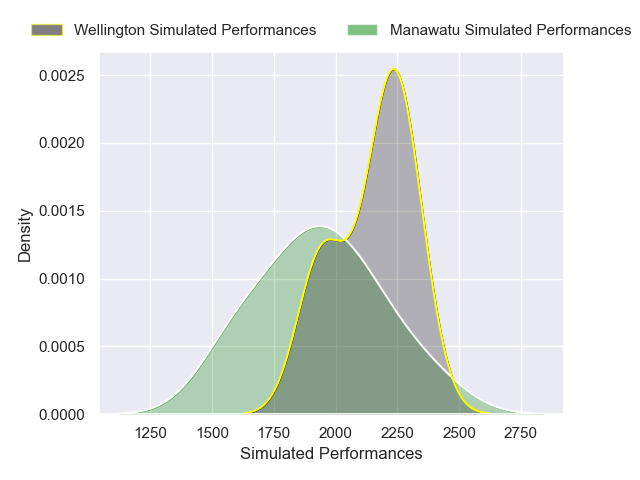 Wellington Simulated Performances Manawatu Simulated Performances
0.0025
0.0020
0.0015
0.0010
0.0005
0.0000
Density
1250 1500 1750 2000 2250 2500 2750
Simulated Performances